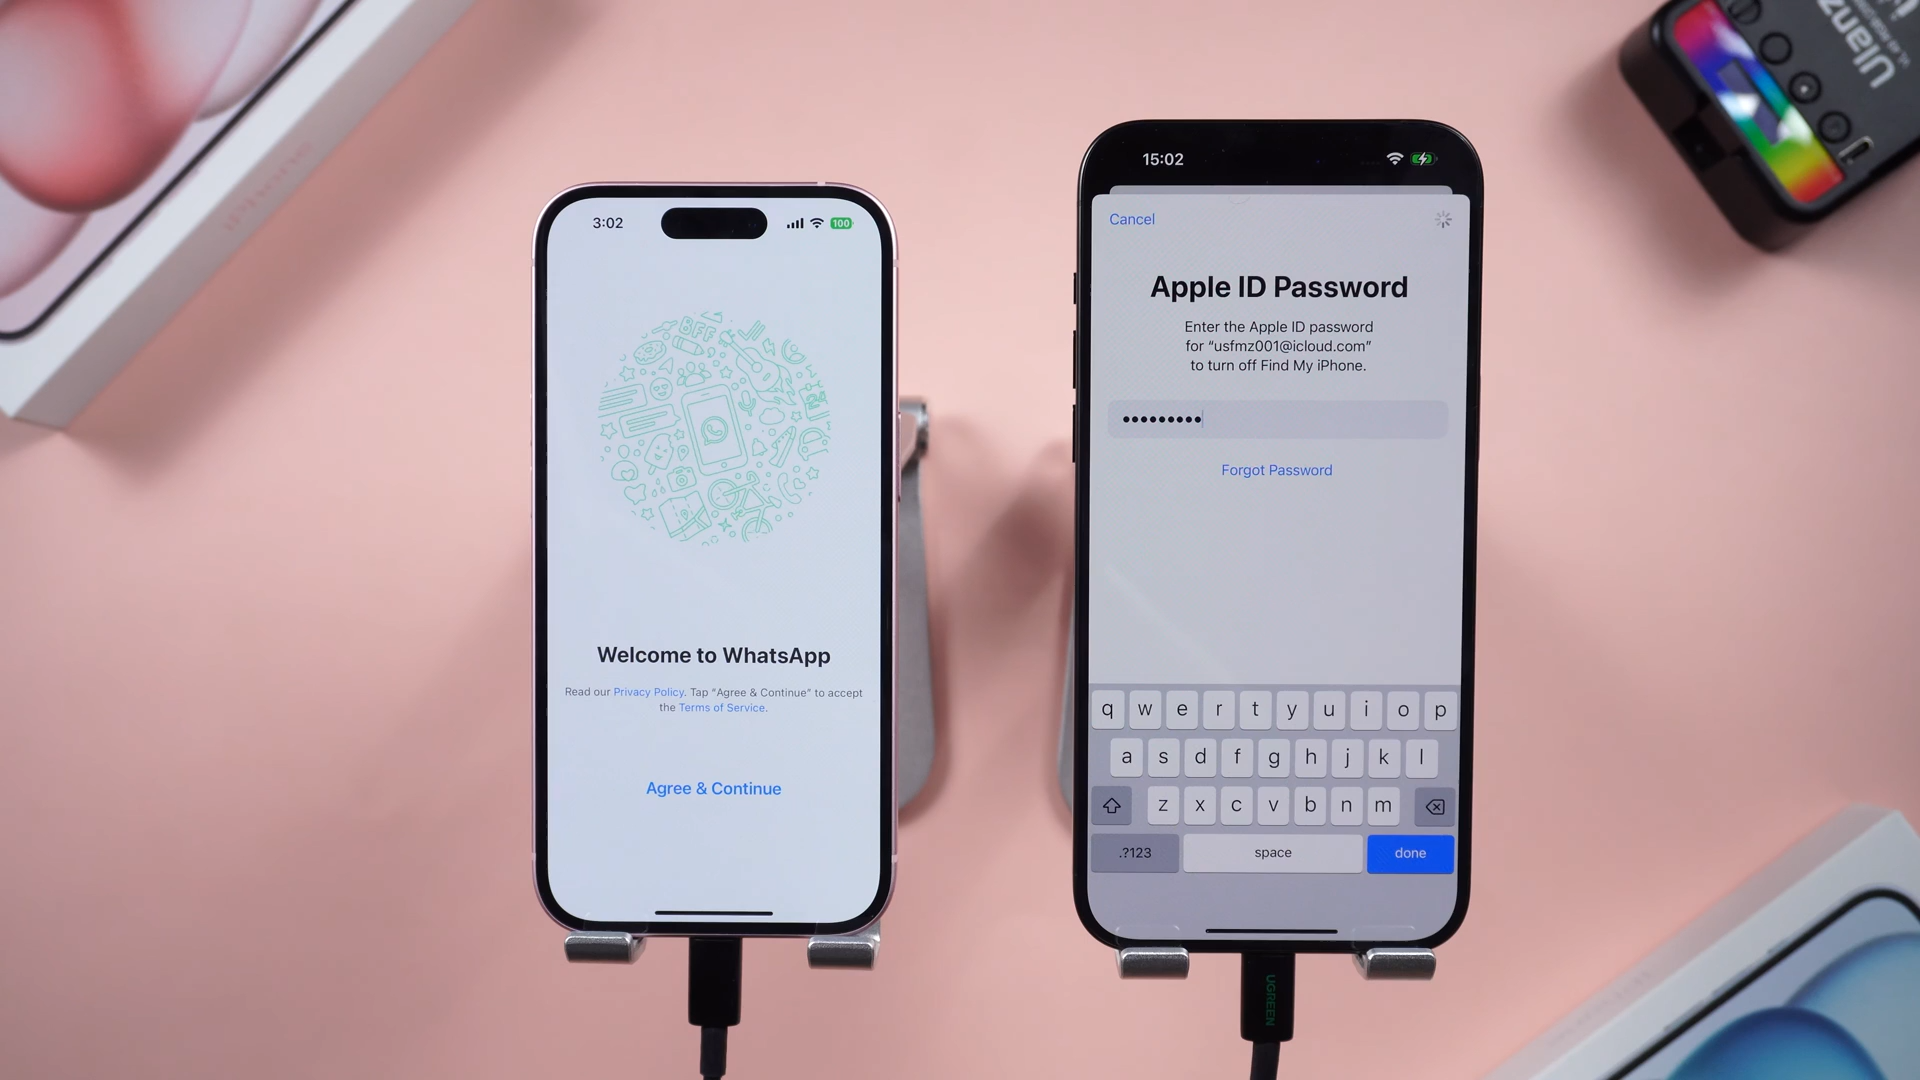 3:02
100
BFF
24
Welcome to WhatsApp
Read our Privacy Policy. Tap “Agree & Continue” to accept
the Terms of Service.
Agree & Continue
15:02
Cancel
Apple ID Password
Enter the Apple ID password
for “usfmz001@icloud.com”
to turn off Find My iPhone.
•••••••••
Forgot Password
q w e r t y u i o p
a s d f g h j k l
z x c v b n m
.?123 space done
UGREEN
Ulanzi